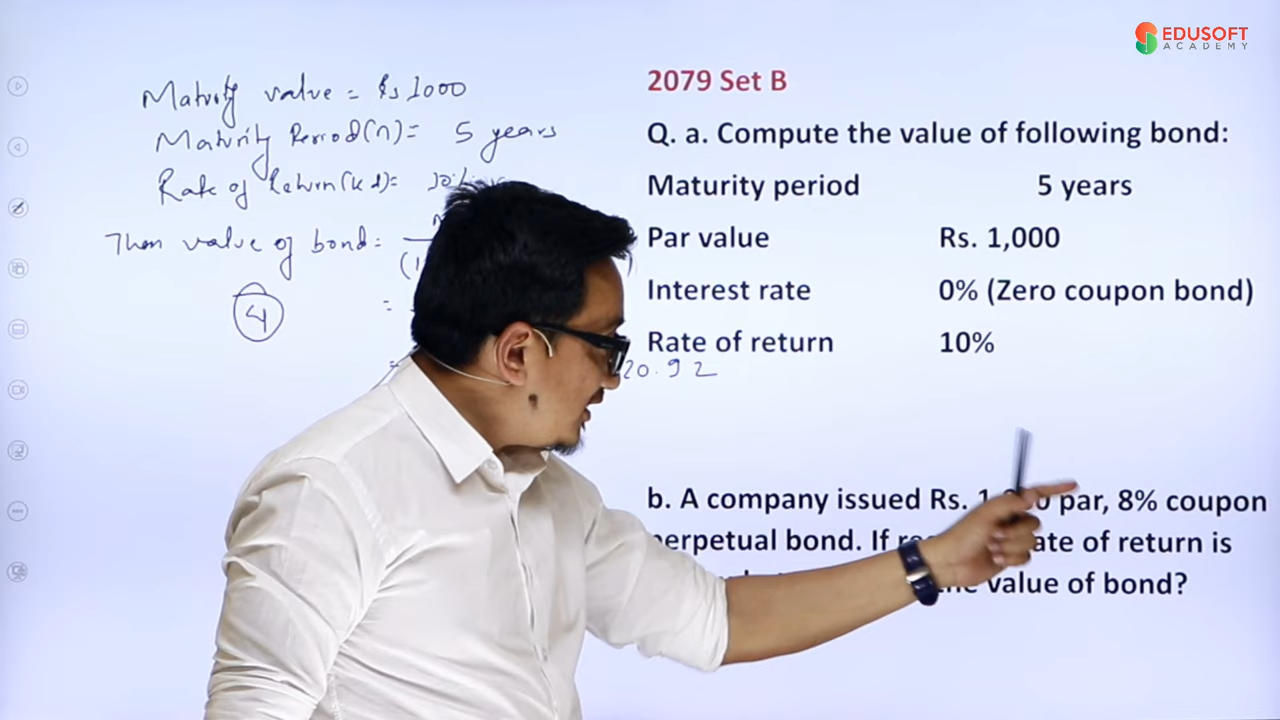 EDUSOFT
ACADEMY
Maturity value = Rs 1000
Maturity Period(n) = 5 years
Rate of Return(kd) = 10%
Then value of bond =
4
20.92
2079 Set B
Q. a. Compute the value of following bond:
Maturity period 5 years
Par value Rs. 1,000
Interest rate 0% (Zero coupon bond)
Rate of return 10%
b. A company issued Rs. par, 8% coupon
perpetual bond. If rate of return is
value of bond?